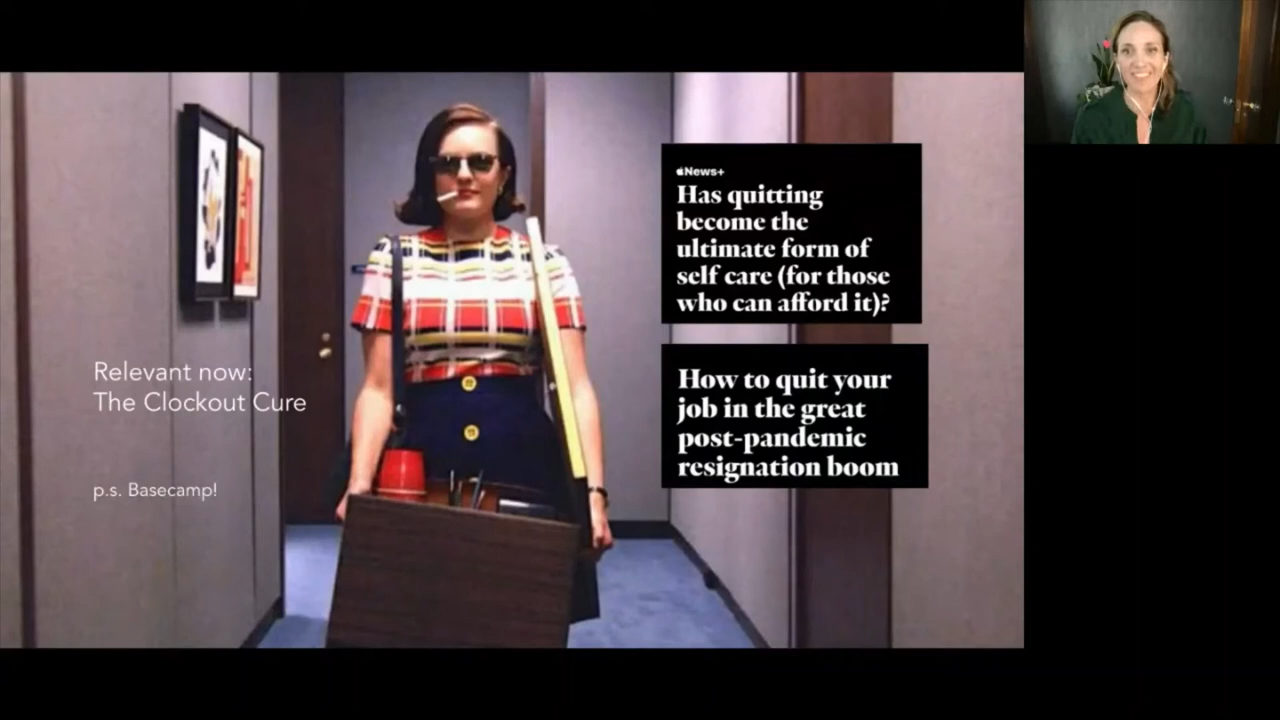 Relevant now:
The Clockout Cure
p.s. Basecamp!
News+
Has quitting
become the
ultimate form of
self care (for those
who can afford it)?
How to quit your
job in the great
post-pandemic
resignation boom